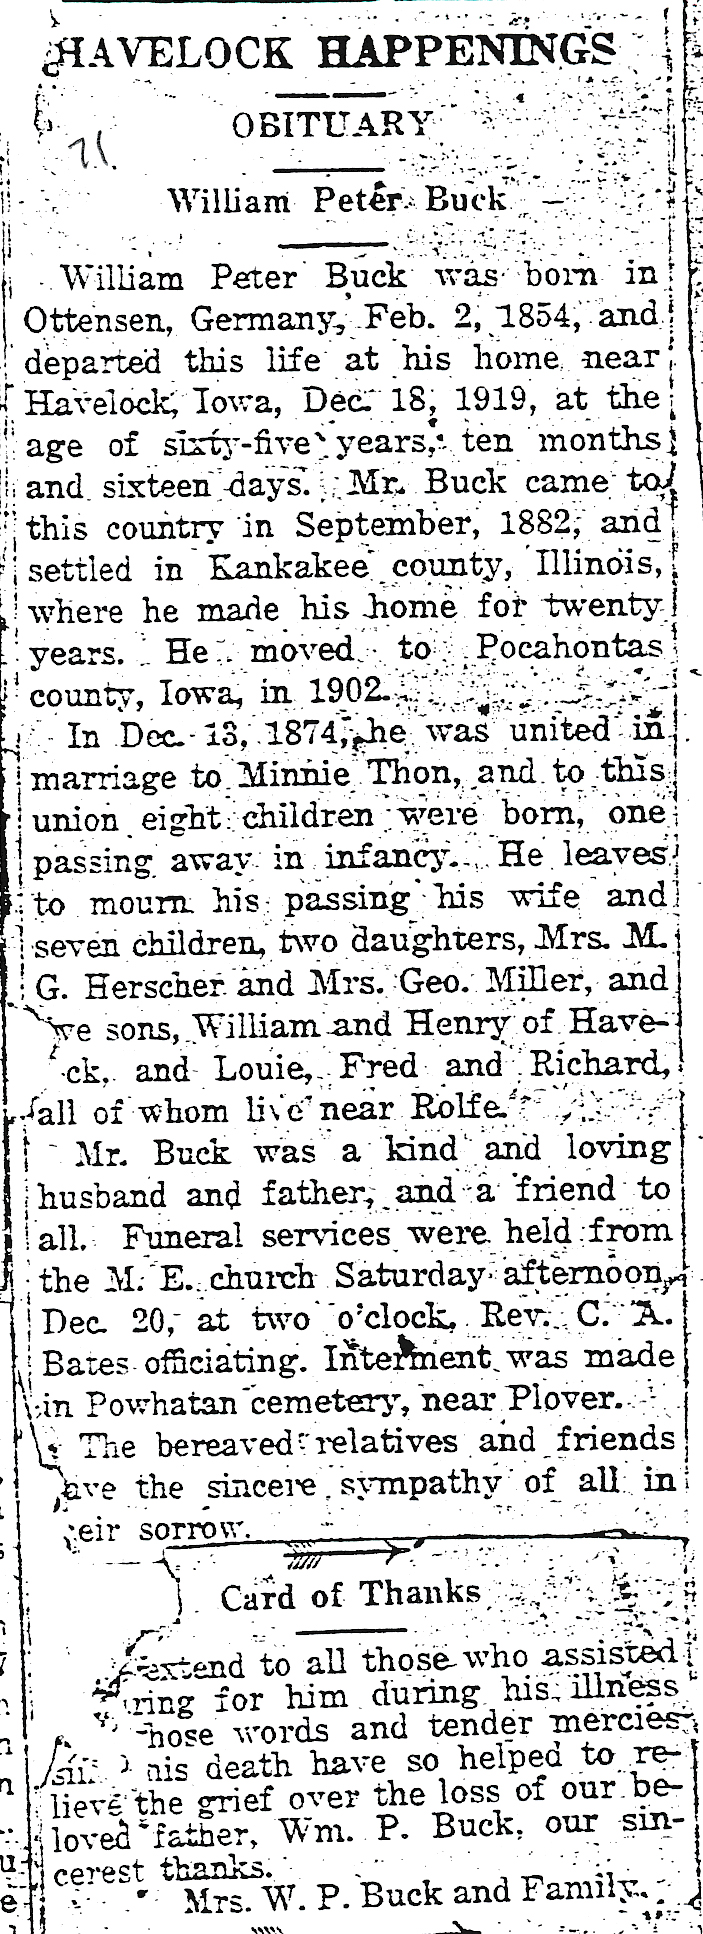 HAVELOCK HAPPENINGS
OBITUARY
71.
William Peter Buck
William Peter Buck was born in
Ottensen, Germany, Feb. 2, 1854, and
departed this life at his home near
Havelock, Iowa, Dec. 18, 1919, at the
age of sixty-five years, ten months
and sixteen days. Mr. Buck came to
this country in September, 1882, and
settled in Kankakee county, Illinois,
where he made his home for twenty
years. He moved to Pocahontas
county, Iowa, in 1902.
In Dec. 13, 1874, he was united in
marriage to Minnie Thon, and to this
union eight children were born, one
passing away in infancy. He leaves
to mourn his passing his wife and
seven children, two daughters, Mrs. M.
G. Herscher and Mrs. Geo. Miller, and
ve sons, William and Henry of Have-
ck, and Louie, Fred and Richard,
all of whom live near Rolfe.
Mr. Buck was a kind and loving
husband and father, and a friend to
all. Funeral services were held from
the M. E. church Saturday afternoon,
Dec. 20, at two o'clock, Rev. C. A.
Bates officiating. Interment was made
in Powhatan cemetery, near Plover.
The bereaved relatives and friends
ave the sincere sympathy of all in
eir sorrow.
Card of Thanks
extend to all those who assisted
ring for him during his illness
hose words and tender mercies
his death have so helped to re-
lieve the grief over the loss of our be-
loved father, Wm. P. Buck, our sin-
cerest thanks.
Mrs. W. P. Buck and Family.